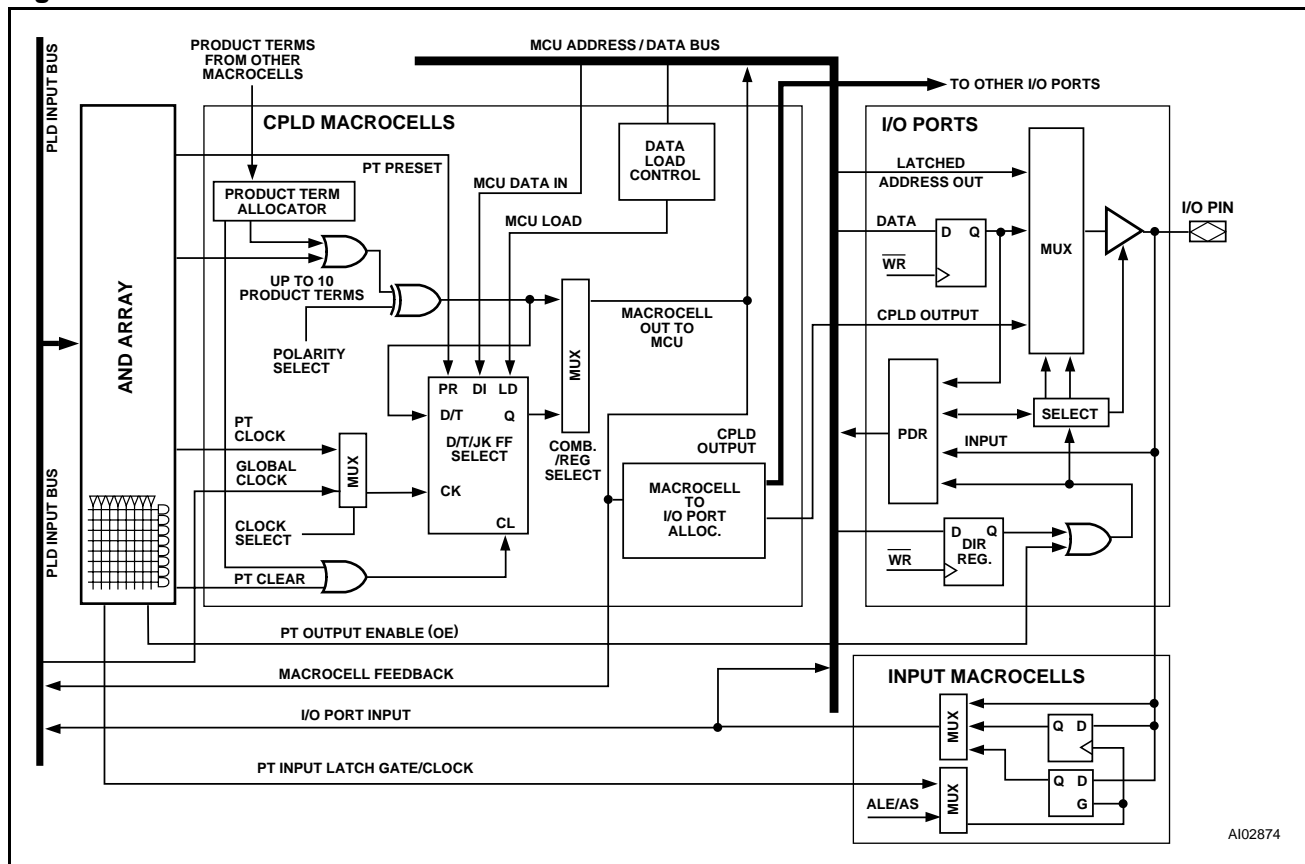 PLD INPUT BUS
PRODUCT TERMS
FROM OTHER
MACROCELLS
MCU ADDRESS / DATA BUS
TO OTHER I/O PORTS
CPLD MACROCELLS
I/O PORTS
AND ARRAY
PT PRESET
PRODUCT TERM
ALLOCATOR
MCU DATA IN
MCU LOAD
DATA
LOAD
CONTROL
LATCHED
ADDRESS OUT
DATA
D Q
WR
MUX
I/O PIN
UP TO 10
PRODUCT TERMS
POLARITY
SELECT
MUX
MACROCELL
OUT TO
MCU
CPLD OUTPUT
PR DI LD
D/T Q
D/T/JK FF
SELECT
CK
CL
COMB.
/REG
SELECT
CPLD
OUTPUT
PDR
SELECT
INPUT
PT
CLOCK
GLOBAL
CLOCK
MUX
CLOCK
SELECT
MACROCELL
TO
I/O PORT
ALLOC.
D Q
DIR
REG.
WR
PT CLEAR
PLD INPUT BUS
PT OUTPUT ENABLE (OE)
MACROCELL FEEDBACK
I/O PORT INPUT
PT INPUT LATCH GATE/CLOCK
INPUT MACROCELLS
MUX
Q D
Q D
G
MUX
ALE/AS
AI02874